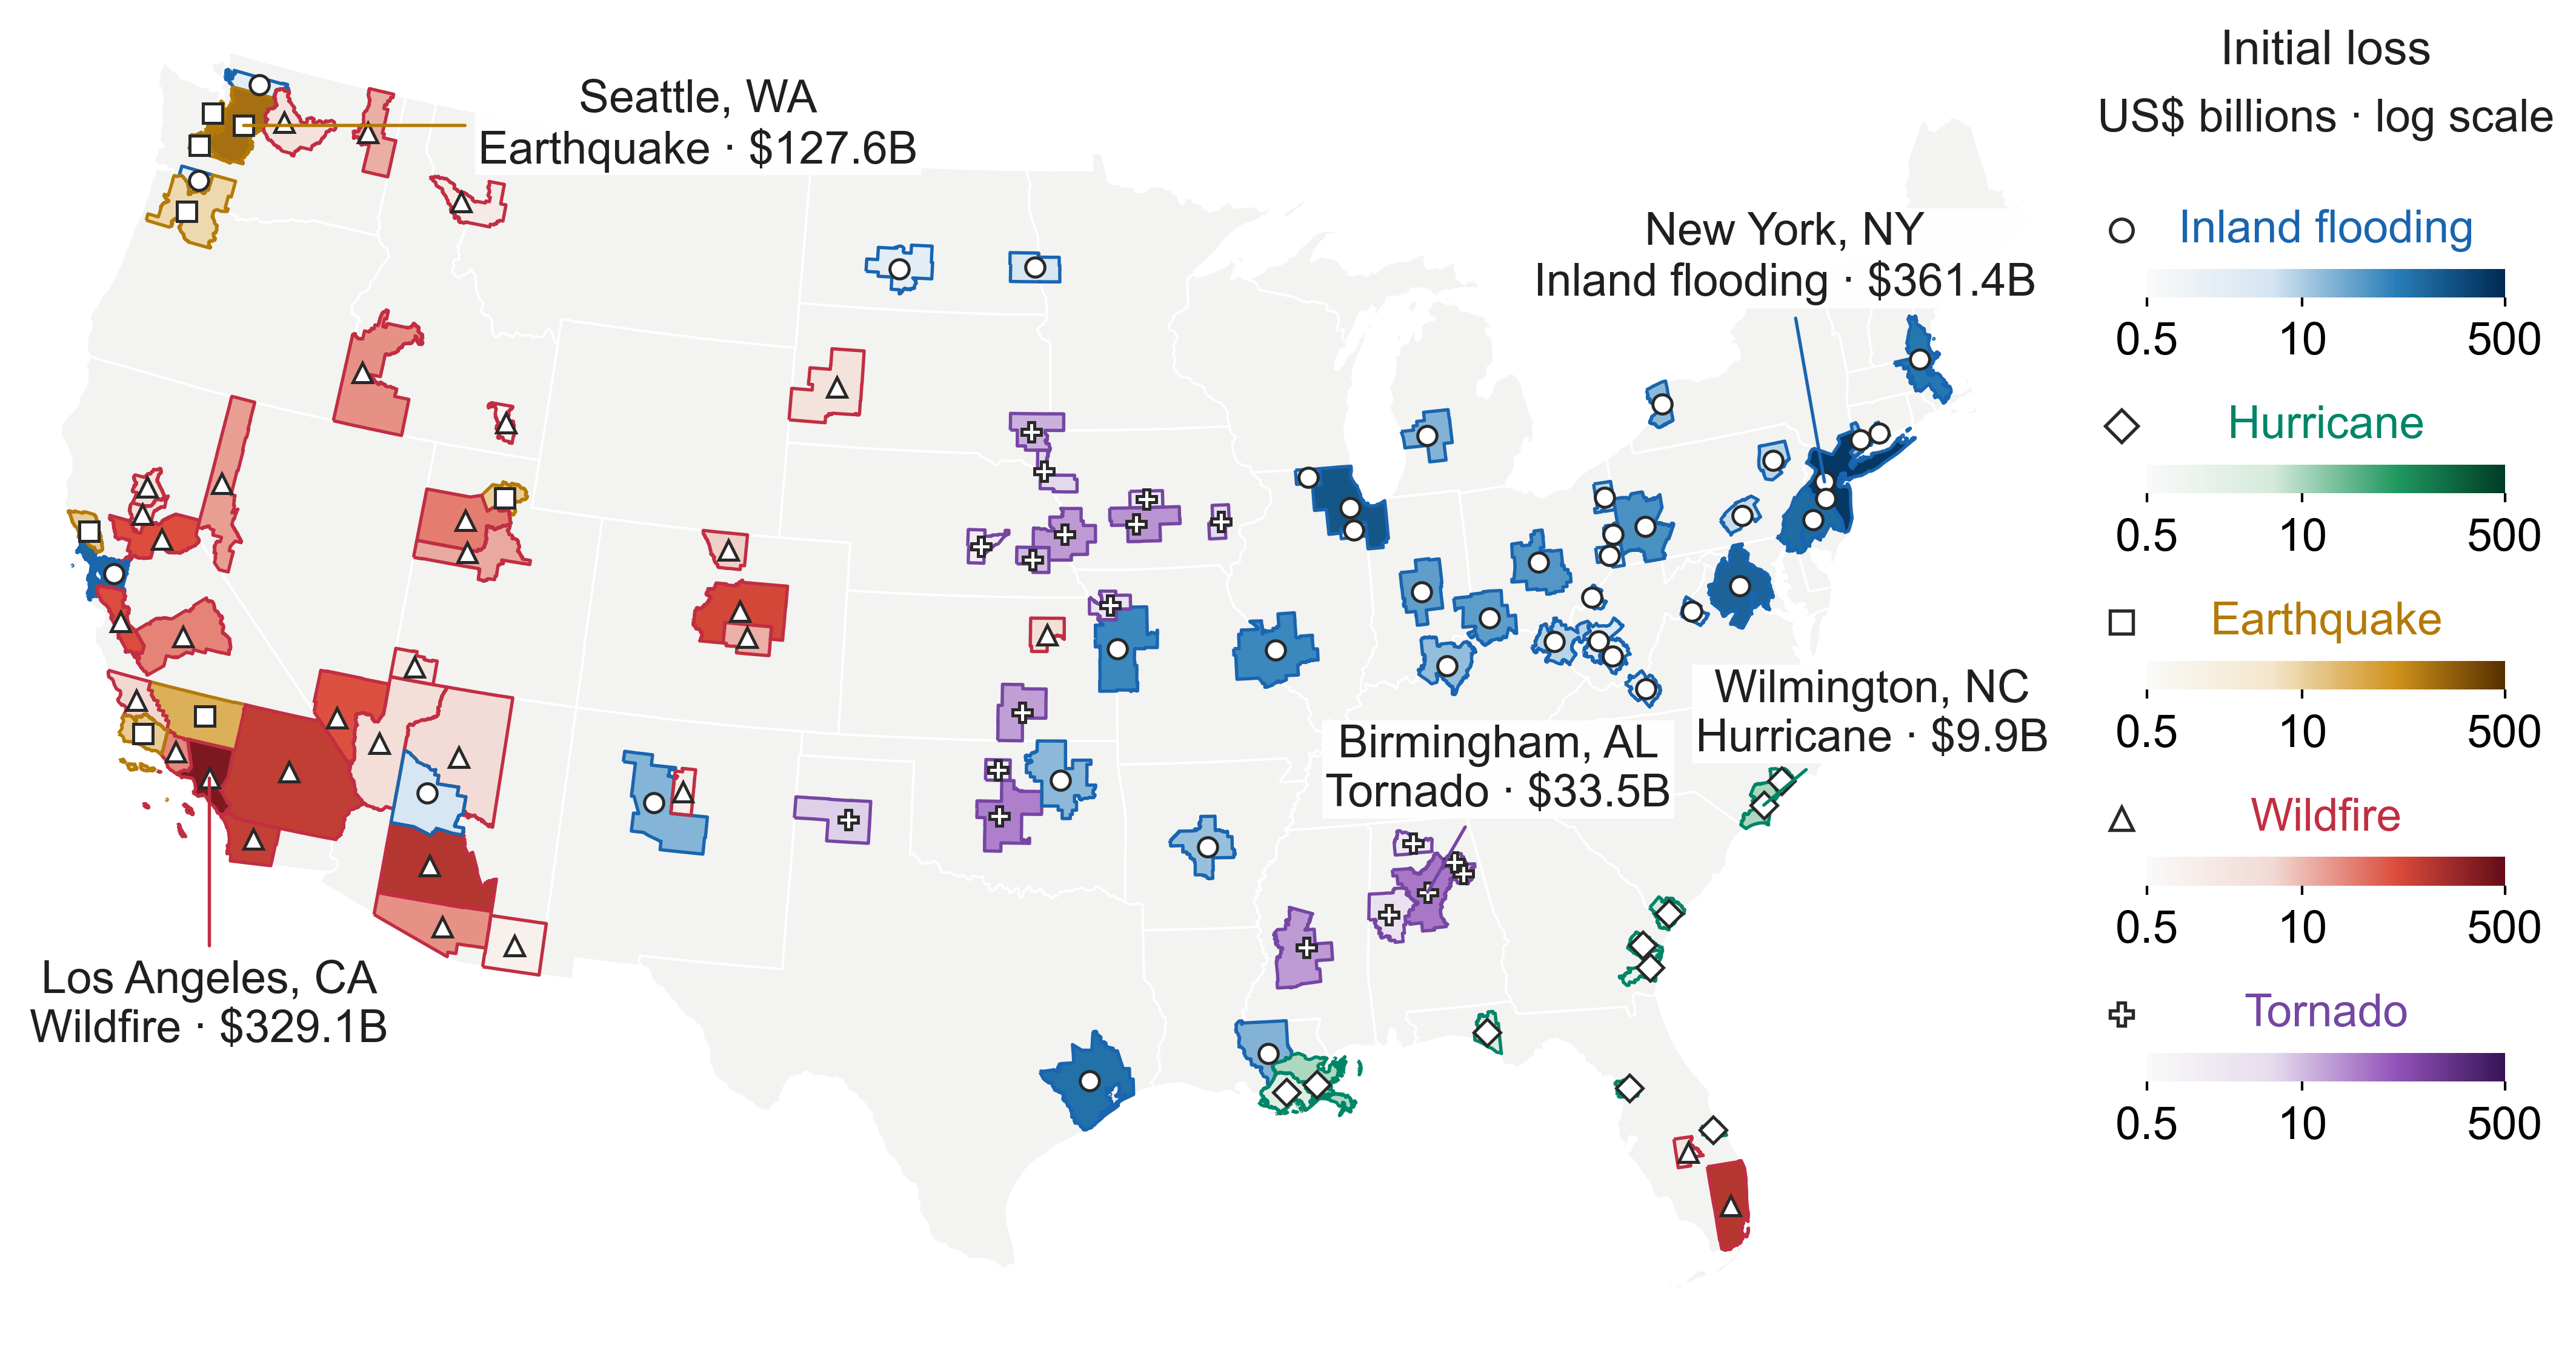 Seattle, WA
Earthquake · $127.6B
New York, NY
Inland flooding · $361.4B
Wilmington, NC
Hurricane · $9.9B
Birmingham, AL
Tornado · $33.5B
Los Angeles, CA
Wildfire · $329.1B
Initial loss
US$ billions · log scale
Inland flooding
0.5 10 500
Hurricane
0.5 10 500
Earthquake
0.5 10 500
Wildfire
0.5 10 500
Tornado
0.5 10 500